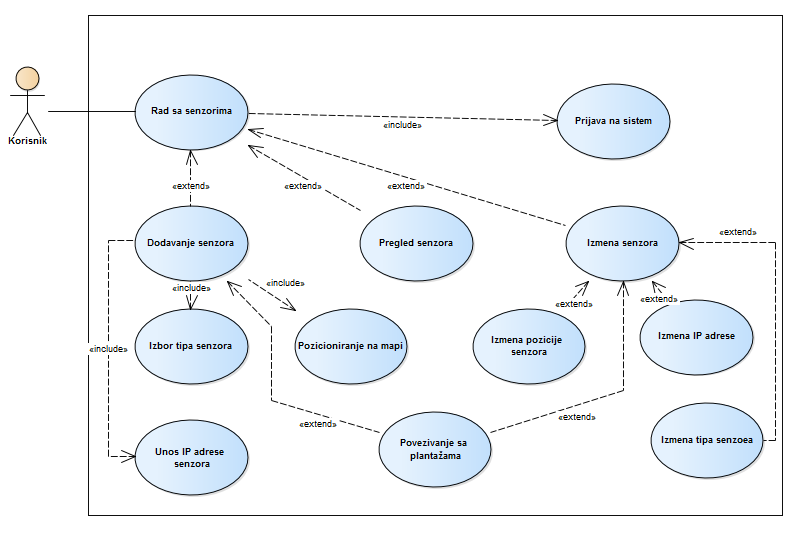 Rad sa senzorima
Prijava na sistem
«include»
Korisnik
«extend»
«extend»
«extend»
Dodavanje senzora
Pregled senzora
Izmena senzora
«extend»
«include»
«include»
«extend»
«extend»
Izbor tipa senzora
Pozicioniranje na mapi
Izmena pozicije
senzora
Izmena IP adrese
«include»
«extend»
«extend»
Povezivanje sa
plantažama
Izmena tipa senzoea
Unos IP adrese
senzora